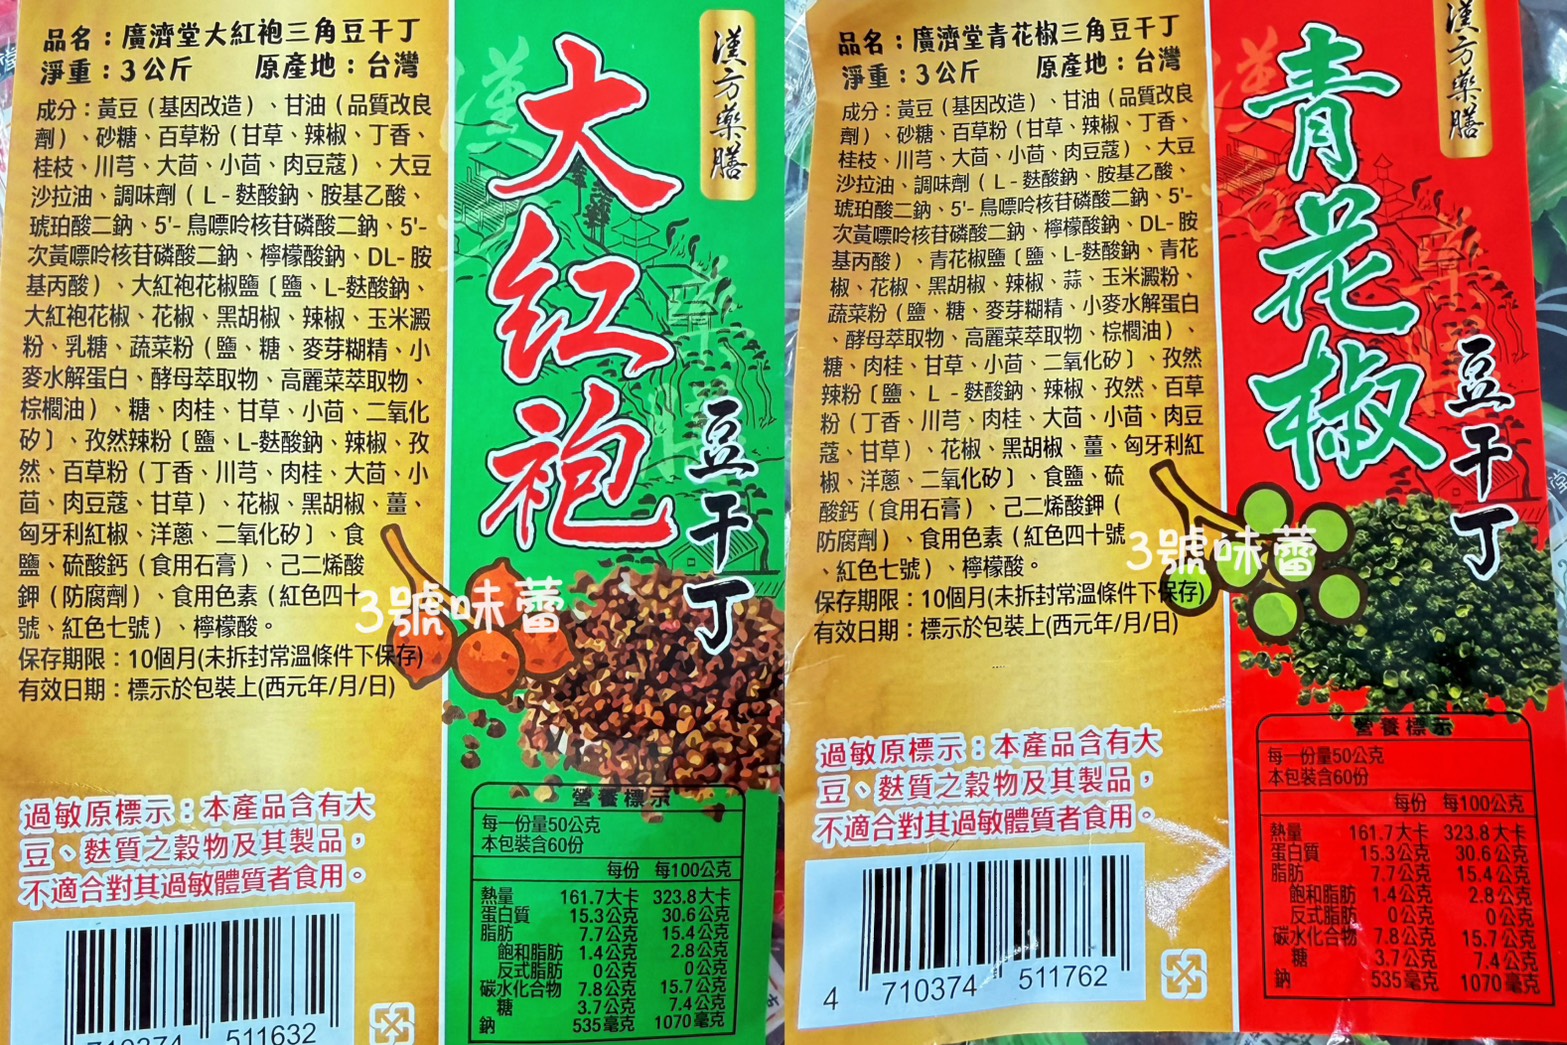 品名：廣濟堂大紅袍三角豆干丁
淨重：3公斤　原產地：台灣
成分：黃豆（基因改造）、甘油（品質改良
劑）、砂糖、百草粉（甘草、辣椒、丁香、
桂枝、川芎、大茴、小茴、肉豆蔻）、大豆
沙拉油、調味劑（L-麩酸鈉、胺基乙酸、
琥珀酸二鈉、5'-鳥嘌呤核苷磷酸二鈉、5'-
次黃嘌呤核苷磷酸二鈉、檸檬酸鈉、DL-胺
基丙酸）、大紅袍花椒鹽〔鹽、L-麩酸鈉、
大紅袍花椒、花椒、黑胡椒、辣椒、玉米澱
粉、乳糖、蔬菜粉（鹽、糖、麥芽糊精、小
麥水解蛋白、酵母萃取物、高麗菜萃取物、
棕櫚油）、糖、肉桂、甘草、小茴、二氧化
矽〕、孜然辣粉〔鹽、L-麩酸鈉、辣椒、孜
然、百草粉（丁香、川芎、肉桂、大茴、小
茴、肉豆蔻、甘草）、花椒、黑胡椒、薑、
匈牙利紅椒、洋蔥、二氧化矽〕、食
鹽、硫酸鈣（食用石膏）、己二烯酸
鉀（防腐劑）、食用色素（紅色四十
號、紅色七號）、檸檬酸。
保存期限：10個月(未拆封常溫條件下保存)
有效日期：標示於包裝上(西元年/月/日)
過敏原標示：本產品含有大
豆、麩質之穀物及其製品，
不適合對其過敏體質者食用。
511632
漢方藥膳
大紅袍
豆干丁
3號味蕾
營養標示
每一份量50公克
本包裝含60份
每份　每100公克
熱量　161.7大卡　323.8大卡
蛋白質　15.3公克　30.6公克
脂肪　7.7公克　15.4公克
飽和脂肪　1.4公克　2.8公克
反式脂肪　0公克　0公克
碳水化合物　7.8公克　15.7公克
糖　3.7公克　7.4公克
鈉　535毫克　1070毫克
品名：廣濟堂青花椒三角豆干丁
淨重：3公斤　原產地：台灣
成分：黃豆（基因改造）、甘油（品質改良
劑）、砂糖、百草粉（甘草、辣椒、丁香、
桂枝、川芎、大茴、小茴、肉豆蔻）、大豆
沙拉油、調味劑（L-麩酸鈉、胺基乙酸、
琥珀酸二鈉、5'-鳥嘌呤核苷磷酸二鈉、5'-
次黃嘌呤核苷磷酸二鈉、檸檬酸鈉、DL-胺
基丙酸）、青花椒鹽〔鹽、L-麩酸鈉、青花
椒、花椒、黑胡椒、辣椒、蒜、玉米澱粉、
蔬菜粉（鹽、糖、麥芽糊精、小麥水解蛋白
、酵母萃取物、高麗菜萃取物、棕櫚油）、
糖、肉桂、甘草、小茴、二氧化矽〕、孜然
辣粉〔鹽、L-麩酸鈉、辣椒、孜然、百草
粉（丁香、川芎、肉桂、大茴、小茴、肉豆
蔻、甘草）、花椒、黑胡椒、薑、匈牙利紅
椒、洋蔥、二氧化矽〕、食鹽、硫
酸鈣（食用石膏）、己二烯酸鉀（
防腐劑）、食用色素（紅色四十號
、紅色七號）、檸檬酸。
保存期限：10個月(未拆封常溫條件下保存)
有效日期：標示於包裝上(西元年/月/日)
過敏原標示：本產品含有大
豆、麩質之穀物及其製品，
不適合對其過敏體質者食用。
4 710374 511762
漢方藥膳
青花椒
豆干丁
3號味蕾
營養標示
每一份量50公克
本包裝含60份
每份　每100公克
熱量　161.7大卡　323.8大卡
蛋白質　15.3公克　30.6公克
脂肪　7.7公克　15.4公克
飽和脂肪　1.4公克　2.8公克
反式脂肪　0公克　0公克
碳水化合物　7.8公克　15.7公克
糖　3.7公克　7.4公克
鈉　535毫克　1070毫克